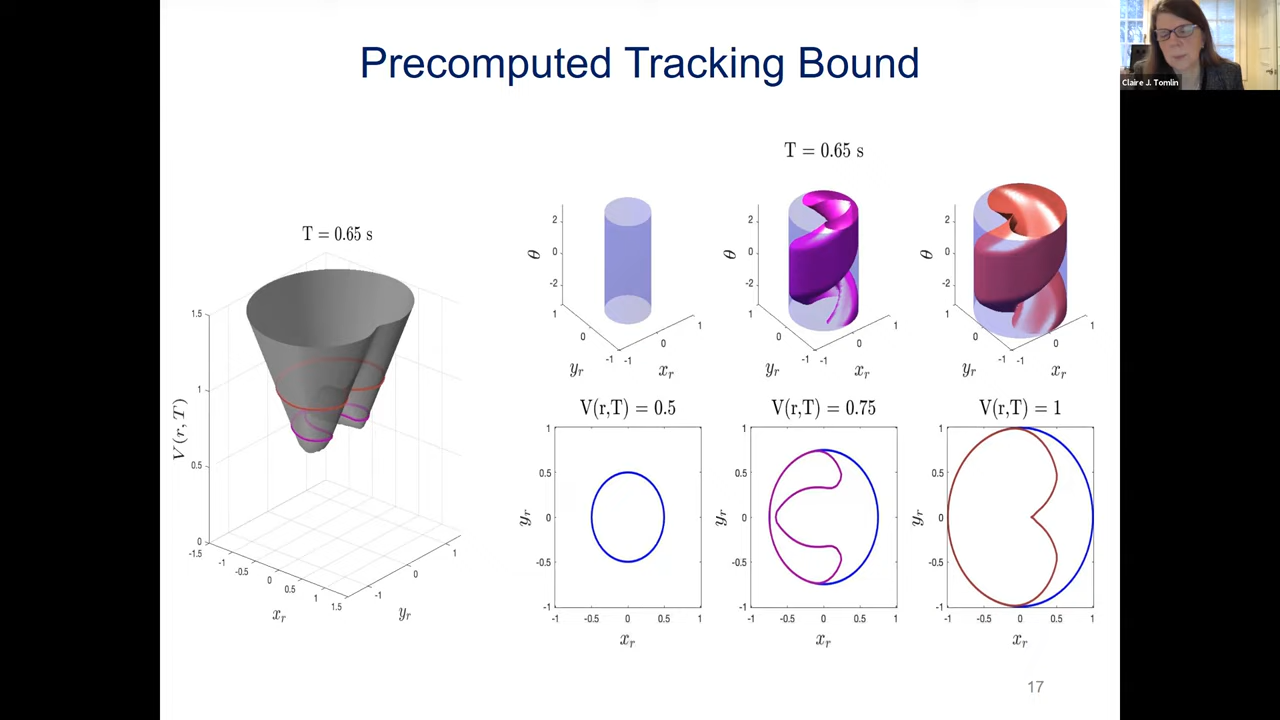 Precomputed Tracking Bound
Claire J. Tomlin
T = 0.65 s
V(r, T)
1.5
1
0.5
0
-1.5
-1
-0.5
0
0.5
1
1.5
-1
0
1
x_r
y_r
T = 0.65 s
θ
2
0
-2
1
0
-1
-1
0
1
y_r
x_r
θ
2
0
-2
1
0
-1
-1
0
1
y_r
x_r
θ
2
0
-2
1
0
-1
-1
0
1
y_r
x_r
V(r,T) = 0.5
y_r
1
0.5
0
-0.5
-1
-1
-0.5
0
0.5
1
x_r
V(r,T) = 0.75
y_r
1
0.5
0
-0.5
-1
-1
-0.5
0
0.5
1
x_r
V(r,T) = 1
y_r
1
0.5
0
-0.5
-1
-1
-0.5
0
0.5
1
x_r
17